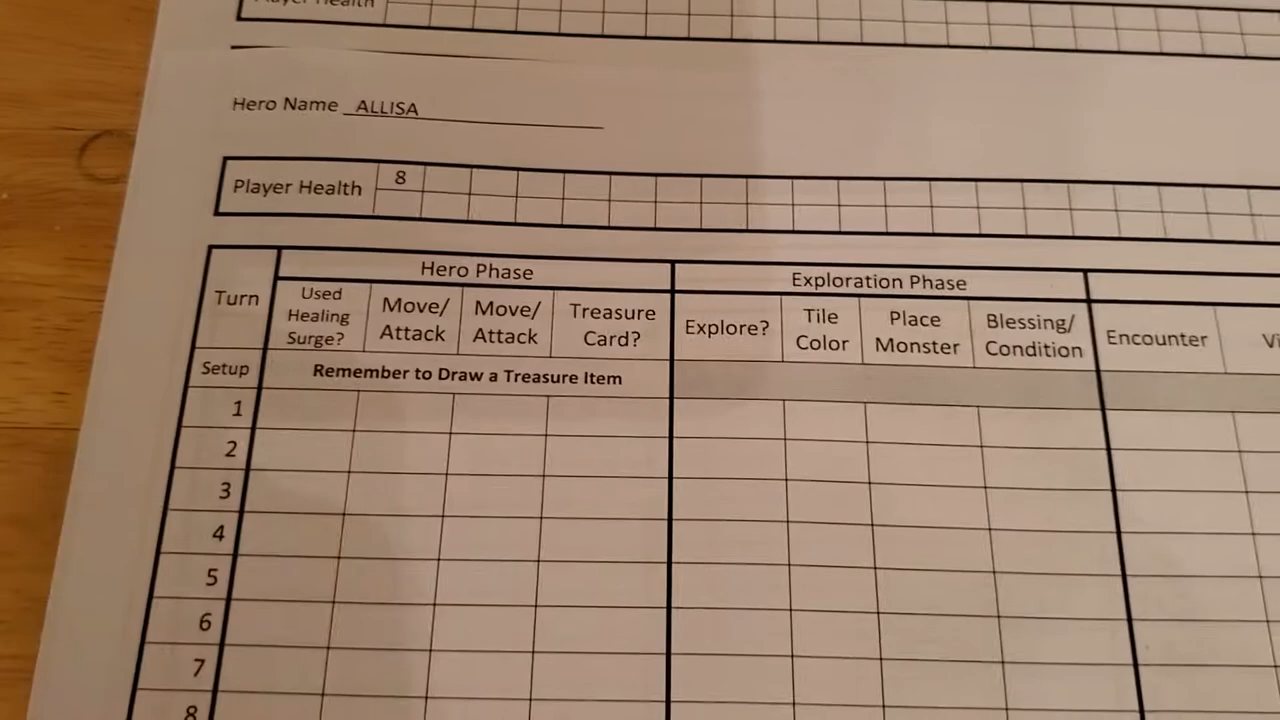 Player Health
Hero Name ALLISA
Player Health 8
Hero Phase Exploration Phase
Turn Used Healing Surge? Move/ Attack Move/ Attack Treasure Card? Explore? Tile Color Place Monster Blessing/ Condition Encounter
Setup Remember to Draw a Treasure Item
1
2
3
4
5
6
7
8